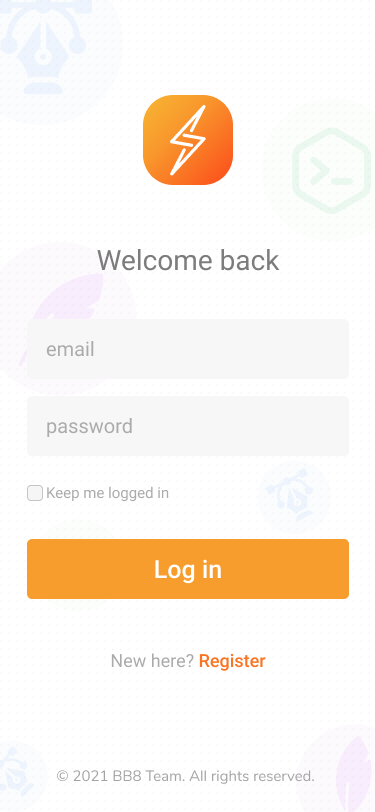 Welcome back
email
password
Keep me logged in
Log in
New here? Register
© 2021 BB8 Team. All rights reserved.